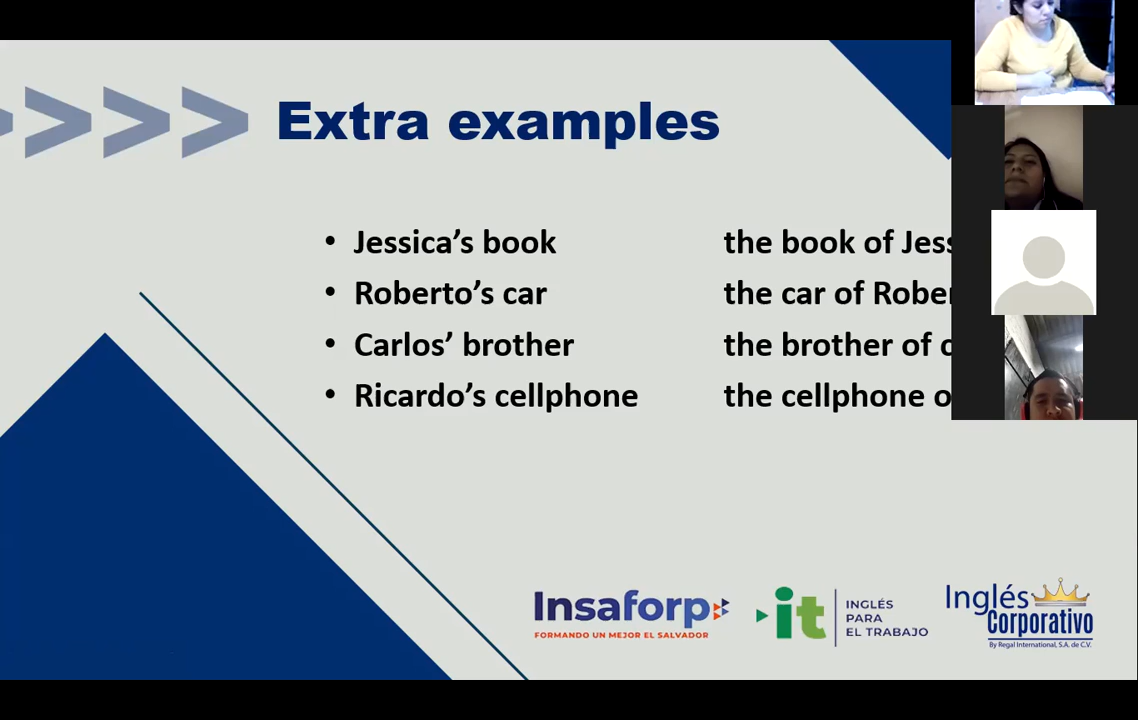 Extra examples
• Jessica's book the book of Jess
• Roberto's car the car of Rober
• Carlos' brother the brother of
• Ricardo's cellphone the cellphone
Insaforp
FORMANDO UN MEJOR EL SALVADOR
it
INGLÉS
PARA
EL TRABAJO
Inglés
Corporativo
By Regal International, S.A. de C.V.